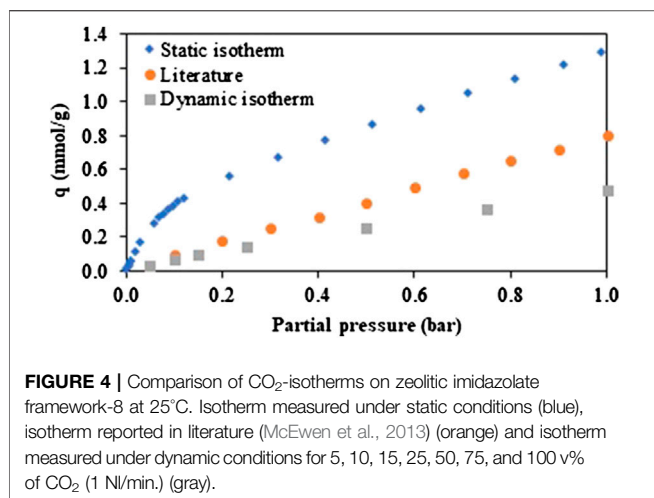 1.4
1.2
1.0
0.8
0.6
0.4
0.2
0.0
q (mmol/g)
Static isotherm
Literature
Dynamic isotherm
0.0 0.2 0.4 0.6 0.8 1.0
Partial pressure (bar)
FIGURE 4 | Comparison of CO₂-isotherms on zeolitic imidazolate
framework-8 at 25°C. Isotherm measured under static conditions (blue),
isotherm reported in literature (McEwen et al., 2013) (orange) and isotherm
measured under dynamic conditions for 5, 10, 15, 25, 50, 75, and 100 v%
of CO₂ (1 Nl/min.) (gray).